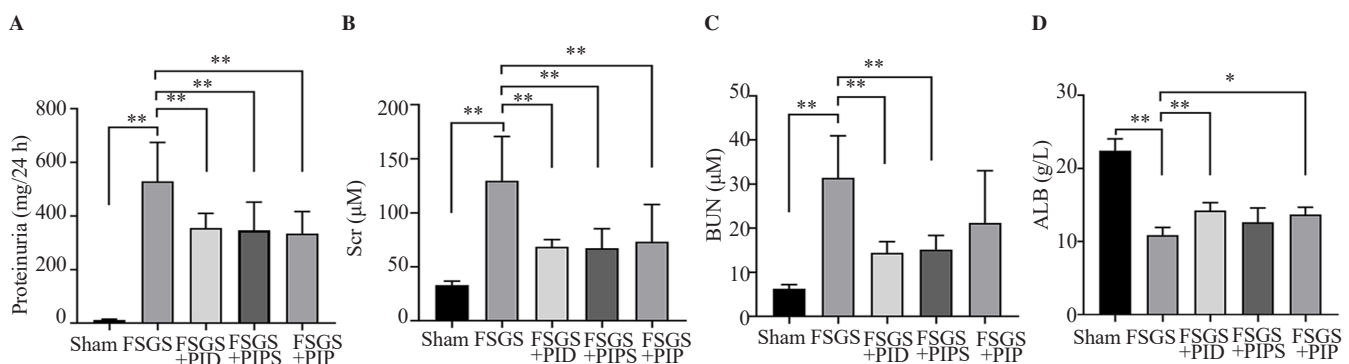 A
**
**
**
**
Proteinuria (mg/24 h)
800
600
400
400
0
Sham FSGS FSGS FSGS FSGS
+PID +PIPS +PIP
B
**
**
**
**
Scr (μM)
200
150
100
50
0
Sham FSGS FSGS FSGS FSGS
+PID +PIPS +PIP
C
**
**
**
BUN (μM)
50
40
30
20
10
0
Sham FSGS FSGS FSGS FSGS
+PID +PIPS +PIP
D
*
**
**
ALB (g/L)
30
20
10
0
Sham FSGS FSGS FSGS FSGS
+PID +PIPS +PIP